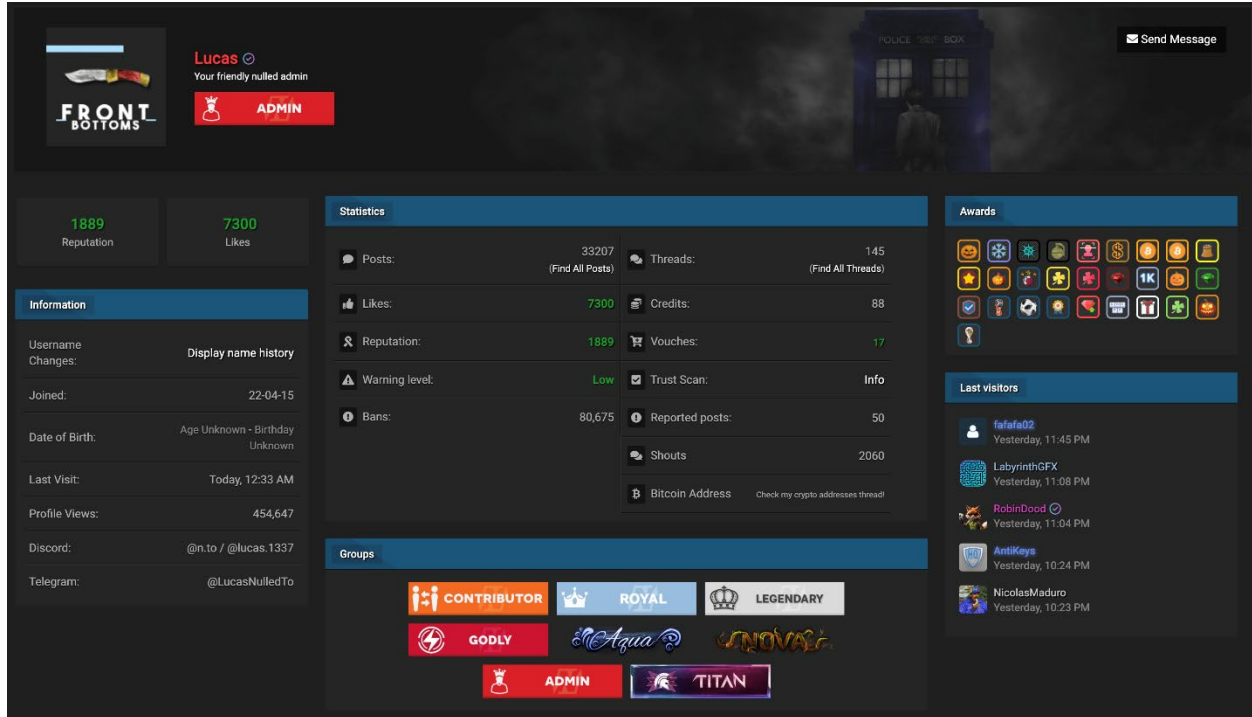 POLICE BOX
Send Message
Lucas
Your friendly nulled admin
ADMIN
FRONT
BOTTOMS
1889
Reputation
7300
Likes
Information
Username
Changes:
Display name history
Joined:
22-04-15
Date of Birth:
Age Unknown - Birthday
Unknown
Last Visit:
Today, 12:33 AM
Profile Views:
454,647
Discord:
@n.to / @lucas.1337
Telegram:
@LucasNulledTo
Statistics
Posts:
33207
(Find All Posts)
Threads:
145
(Find All Threads)
Likes:
7300
Credits:
88
Reputation:
1889
Vouches:
17
Warning level:
Low
Trust Scan:
Info
Bans:
80,675
Reported posts:
50
Shouts
2060
Bitcoin Address
Check my crypto addresses thread!
Groups
CONTRIBUTOR
ROYAL
LEGENDARY
GODLY
Aqua
NOVA
ADMIN
TITAN
Awards
1K
Last visitors
fafafa02
Yesterday, 11:45 PM
LabyrinthGFX
Yesterday, 11:08 PM
RobinDood
Yesterday, 11:04 PM
AntiKeys
Yesterday, 10:24 PM
NicolasMaduro
Yesterday, 10:23 PM